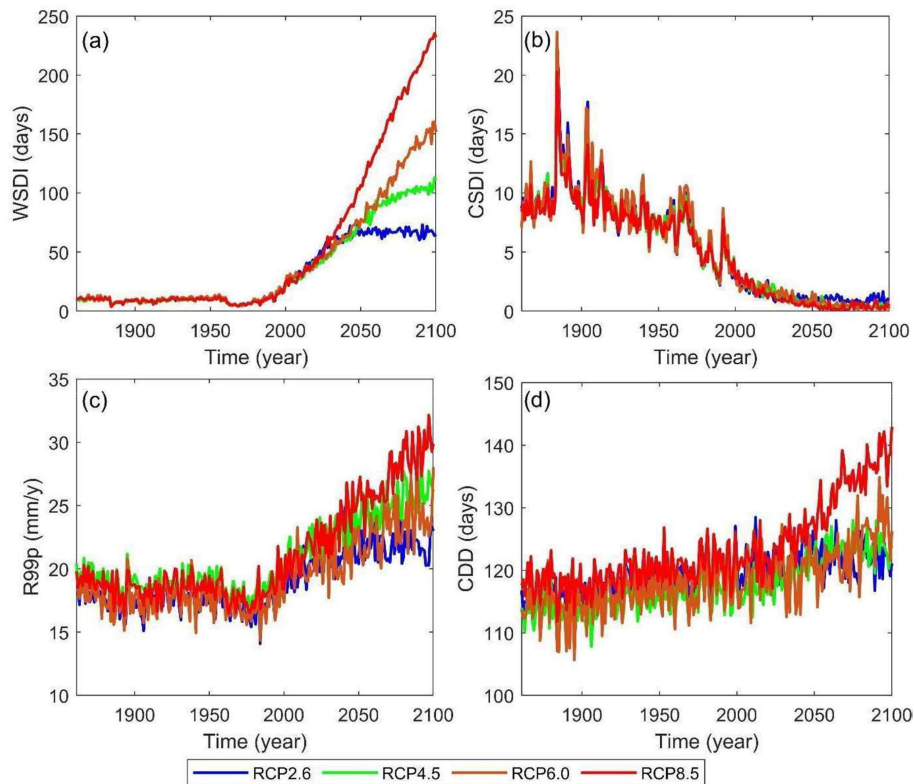 (a)
WSDI (days)
250
200
150
100
50
0
1900 1950 2000 2050 2100
Time (year)
(b)
CSDI (days)
25
20
15
10
5
0
1900 1950 2000 2050 2100
Time (year)
(c)
R99p (mm/y)
35
30
25
20
15
10
1900 1950 2000 2050 2100
Time (year)
(d)
CDD (days)
150
140
130
120
110
100
1900 1950 2000 2050 2100
Time (year)
RCP2.6 RCP4.5 RCP6.0 RCP8.5